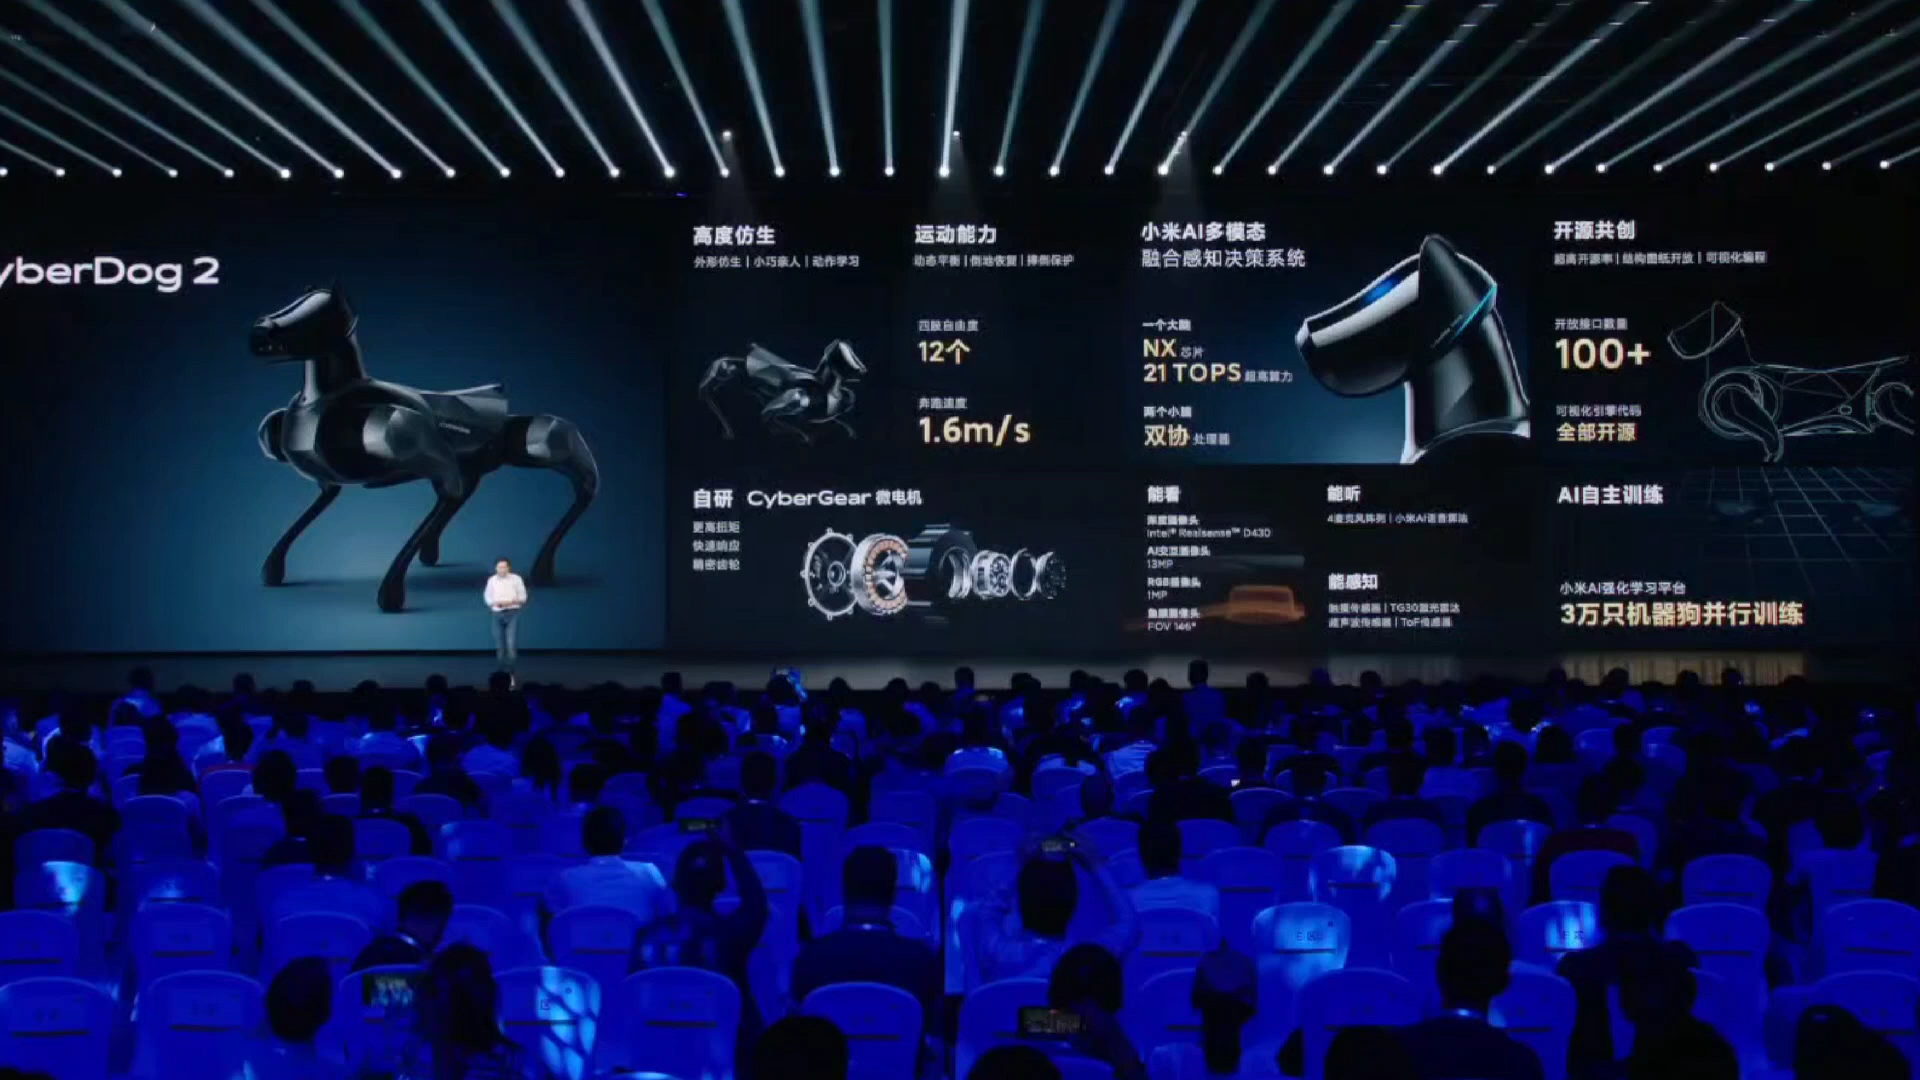 yberDog 2
高度仿生
外形仿生 | 小巧亲人 | 动作学习
运动能力
动态平衡 | 倒地恢复 | 摔倒保护
四肢自由度
12个
奔跑速度
1.6m/s
自研 CyberGear 微电机
更高扭矩
快速响应
精密齿轮
小米AI多模态
融合感知决策系统
一个大脑
NX 芯片
21 TOPS 超高算力
两个小脑
双协 处理器
能看
深度摄像头
Intel® Realsense™ D430
AI交互摄像头
13MP
RGB摄像头
1MP
鱼眼摄像头
FOV 146°
能听
4麦克风阵列 | 小米AI语音算法
能感知
触摸传感器 | TG30激光雷达
超声波传感器 | ToF传感器
开源共创
超高开源率 | 结构图纸开放 | 可视化编程
开放接口数量
100+
可视化引擎代码
全部开源
AI自主训练
小米AI强化学习平台
3万只机器狗并行训练